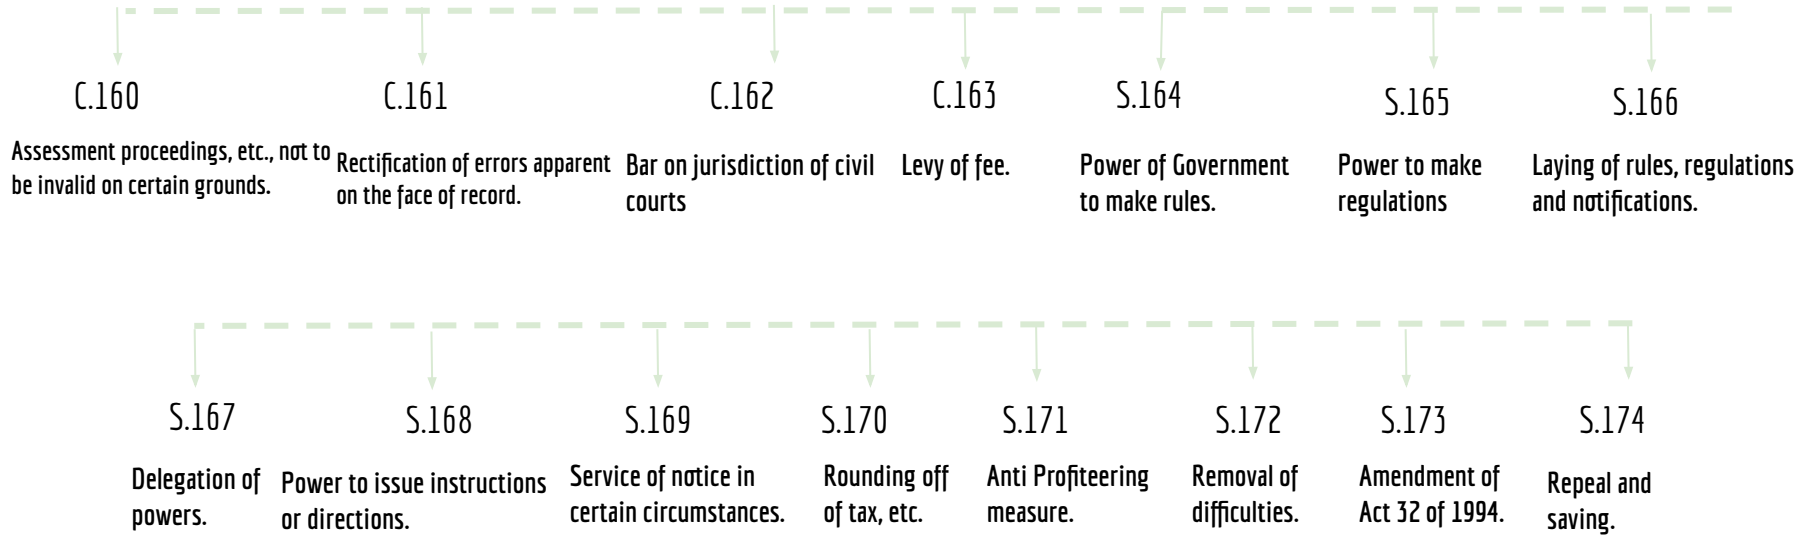 C.160
Assessment proceedings, etc., not to
be invalid on certain grounds.
C.161
Rectification of errors apparent
on the face of record.
C.162
Bar on jurisdiction of civil
courts
C.163
Levy of fee.
S.164
Power of Government
to make rules.
S.165
Power to make
regulations
S.166
Laying of rules, regulations
and notifications.
S.167
Delegation of
powers.
S.168
Power to issue instructions
or directions.
S.169
Service of notice in
certain circumstances.
S.170
Rounding off
of tax, etc.
S.171
Anti Profiteering
measure.
S.172
Removal of
difficulties.
S.173
Amendment of
Act 32 of 1994.
S.174
Repeal and
saving.